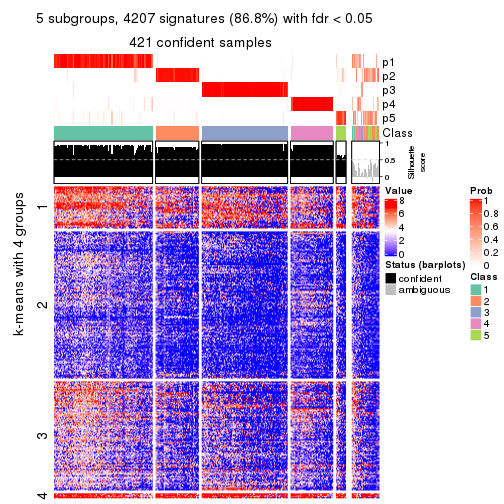 5 subgroups, 4207 signatures (86.8%) with fdr < 0.05
421 confident samples
p1
p2
p3
p4
p5
Class
1
0.5
0
Silhouette
score
k-means with 4 groups
1
2
3
4
Value
8
6
4
2
0
Status (barplots)
confident
ambiguous
Prob
1
0.8
0.6
0.4
0.2
0
Class
1
2
3
4
5